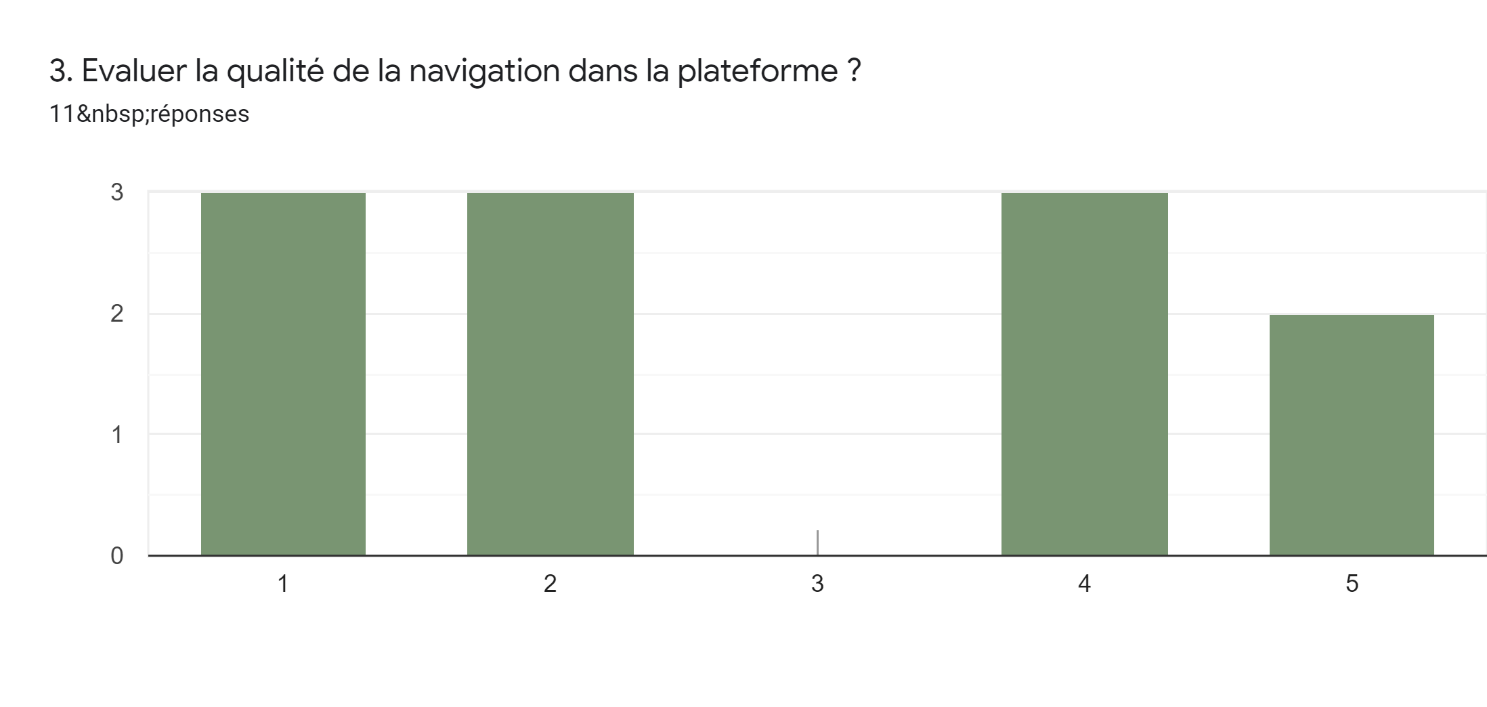 3. Evaluer la qualité de la navigation dans la plateforme ?
11&nbsp;réponses
3
2
1
0
1 2 3 4 5